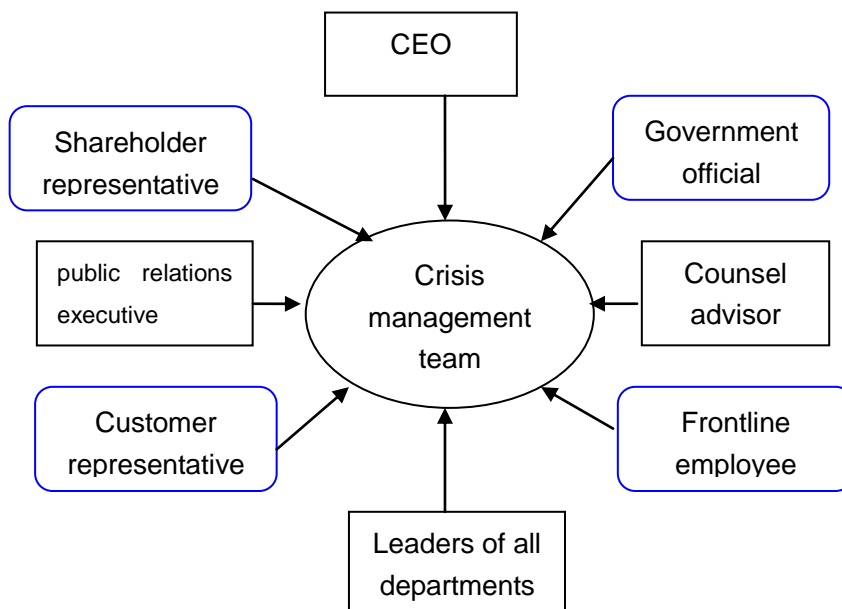 CEO
Shareholder
representative
Government
official
public relations
executive
Crisis
management
team
Counsel
advisor
Customer
representative
Frontline
employee
Leaders of all
departments